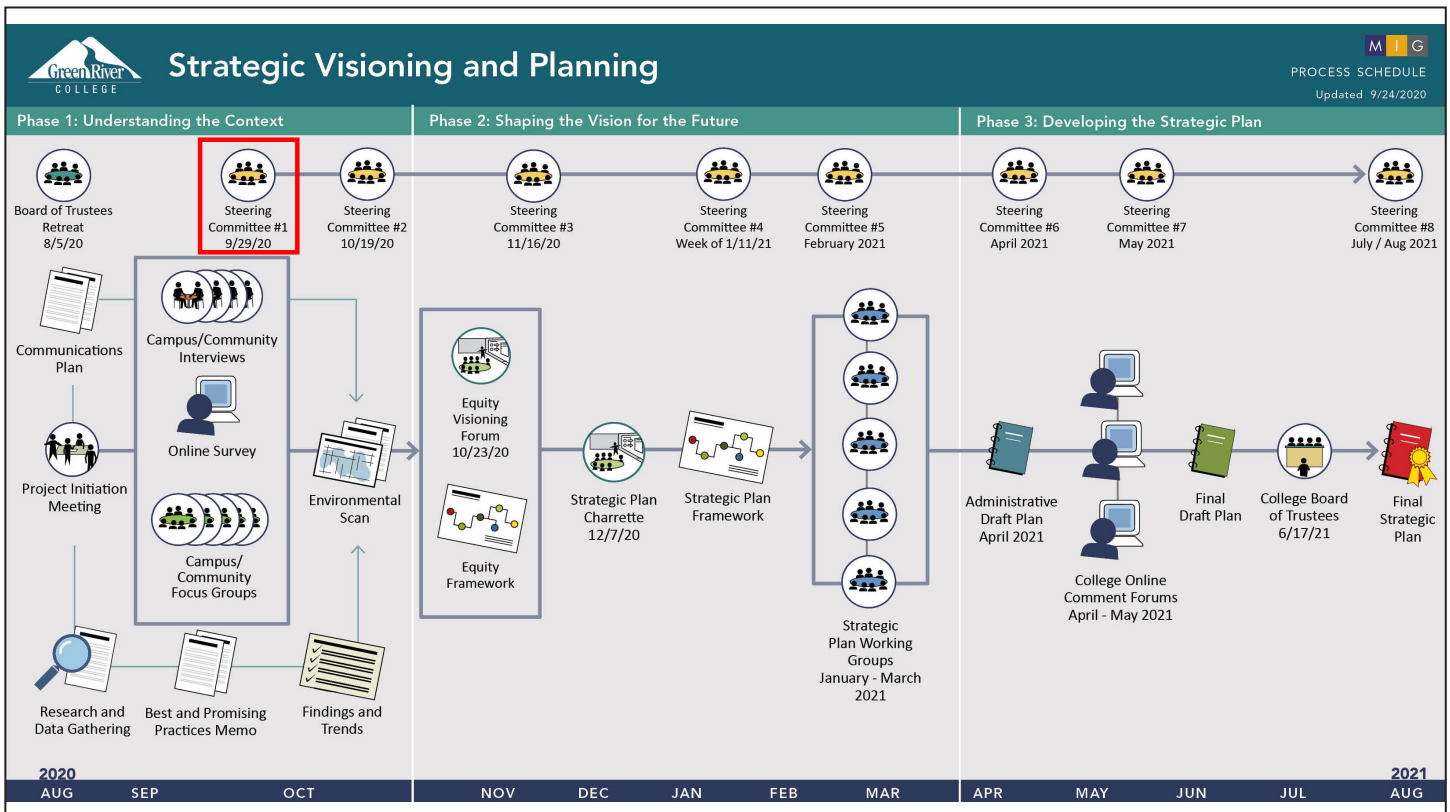 GreenRiver
COLLEGE
Strategic Visioning and Planning
M I G
PROCESS SCHEDULE
Updated 9/24/2020
Phase 1: Understanding the Context
Phase 2: Shaping the Vision for the Future
Phase 3: Developing the Strategic Plan
Board of Trustees
Retreat
8/5/20
Steering
Committee #1
9/29/20
Steering
Committee #2
10/19/20
Steering
Committee #3
11/16/20
Steering
Committee #4
Week of 1/11/21
Steering
Committee #5
February 2021
Steering
Committee #6
April 2021
Steering
Committee #7
May 2021
Steering
Committee #8
July / Aug 2021
Communications
Plan
Project Initiation
Meeting
Research and
Data Gathering
Campus/Community
Interviews
Online Survey
Campus/
Community
Focus Groups
Best and Promising
Practices Memo
Environmental
Scan
Findings and
Trends
Equity
Visioning
Forum
10/23/20
Equity
Framework
Strategic Plan
Charrette
12/7/20
Strategic Plan
Framework
Strategic
Plan Working
Groups
January - March
2021
Administrative
Draft Plan
April 2021
College Online
Comment Forums
April - May 2021
Final
Draft Plan
College Board
of Trustees
6/17/21
Final
Strategic
Plan
2020
2021
AUG SEP OCT NOV DEC JAN FEB MAR APR MAY JUN JUL AUG